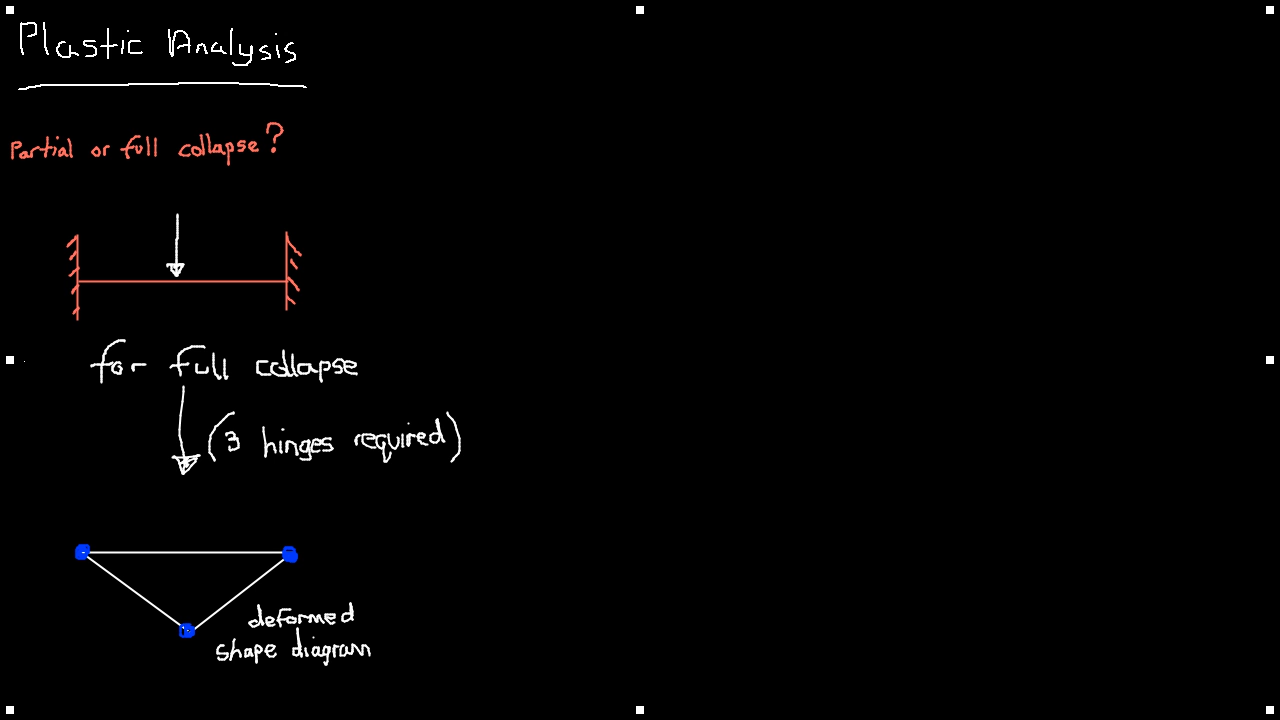 Plastic Analysis
Partial or full collapse?
for full collapse
(3 hinges required)
deformed
shape diagram